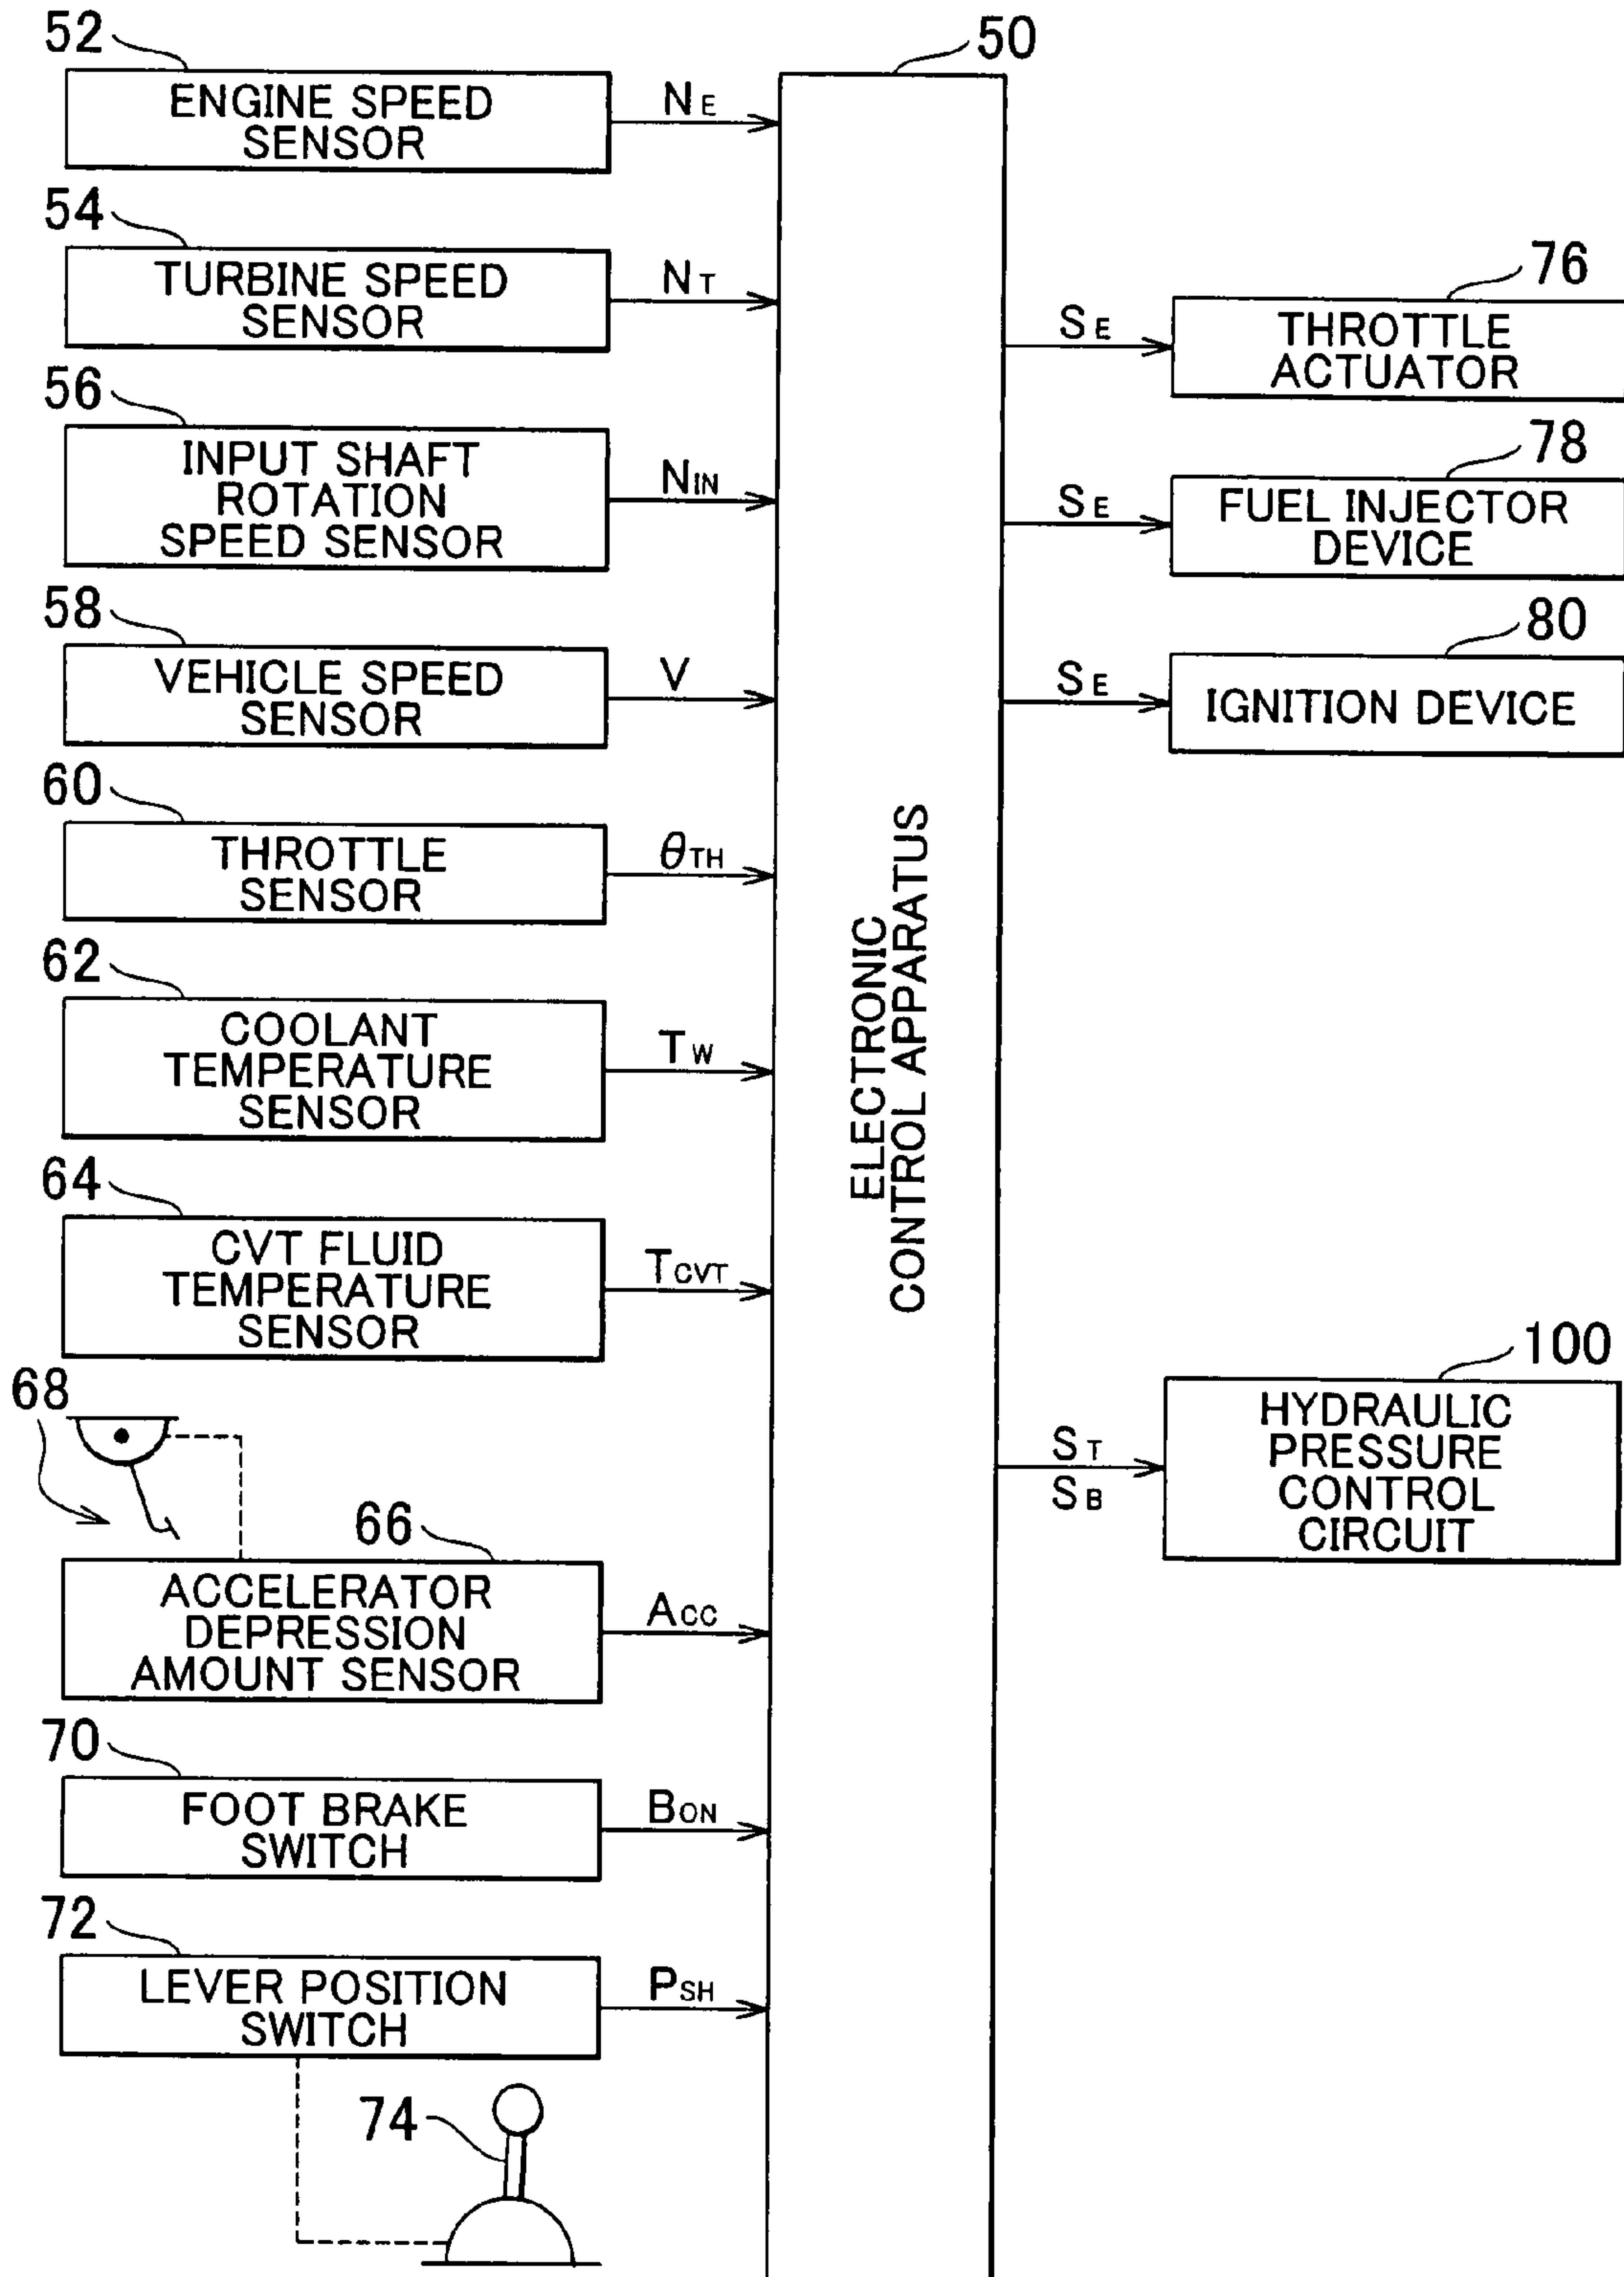 52
ENGINE SPEED
SENSOR
NE
50
54
TURBINE SPEED
SENSOR
NT
56
INPUT SHAFT
ROTATION
SPEED SENSOR
NIN
58
VEHICLE SPEED
SENSOR
V
60
THROTTLE
SENSOR
θTH
62
COOLANT
TEMPERATURE
SENSOR
TW
64
CVT FLUID
TEMPERATURE
SENSOR
TCVT
68
66
ACCELERATOR
DEPRESSION
AMOUNT SENSOR
ACC
70
FOOT BRAKE
SWITCH
BON
72
LEVER POSITION
SWITCH
PSH
74
ELECTRONIC
CONTROL APPARATUS
76
SE
THROTTLE
ACTUATOR
78
SE
FUEL INJECTOR
DEVICE
80
SE
IGNITION DEVICE
100
ST
SB
HYDRAULIC
PRESSURE
CONTROL
CIRCUIT